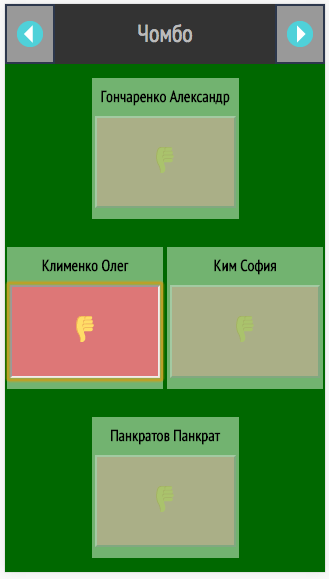 Чомбо
Гончаренко Александр
Клименко Олег
Ким София
Панкратов Панкрат